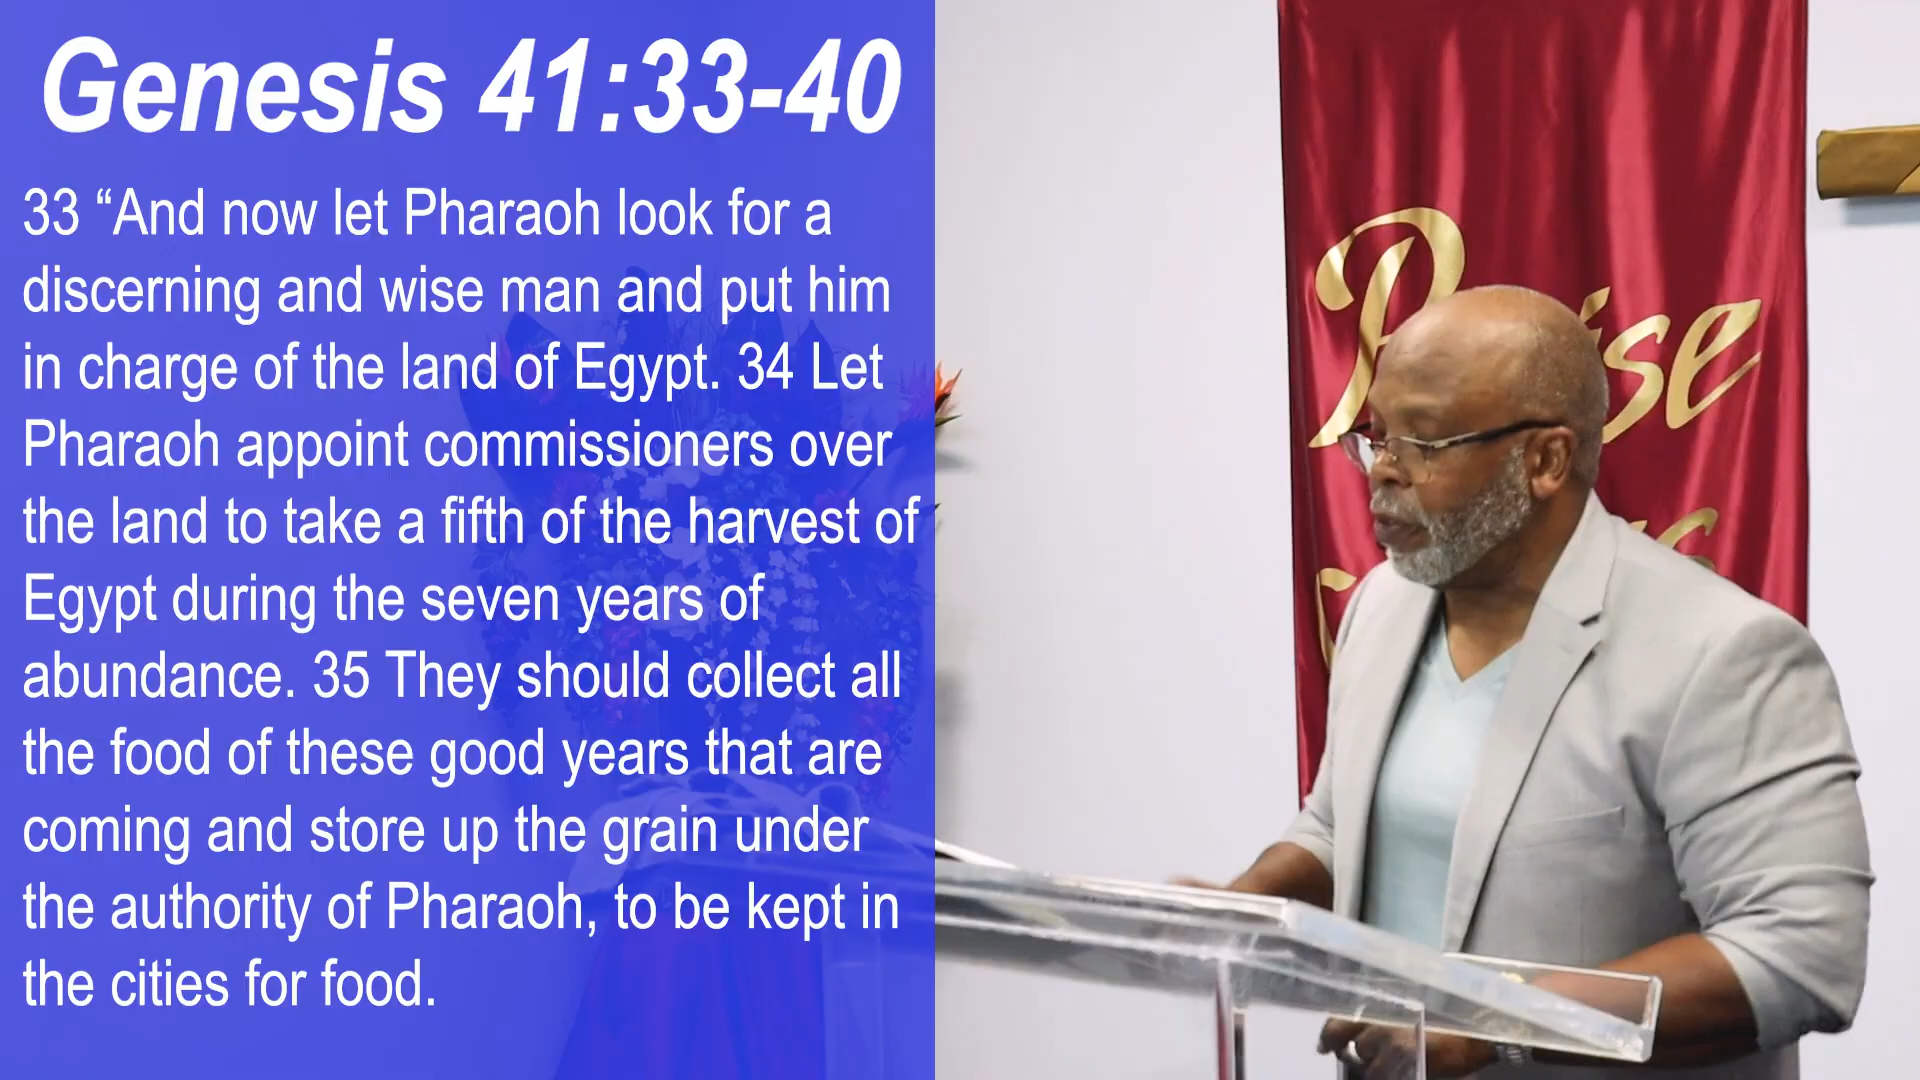 Genesis 41:33-40
33 “And now let Pharaoh look for a
discerning and wise man and put him
in charge of the land of Egypt. 34 Let
Pharaoh appoint commissioners over
the land to take a fifth of the harvest of
Egypt during the seven years of
abundance. 35 They should collect all
the food of these good years that are
coming and store up the grain under
the authority of Pharaoh, to be kept in
the cities for food.